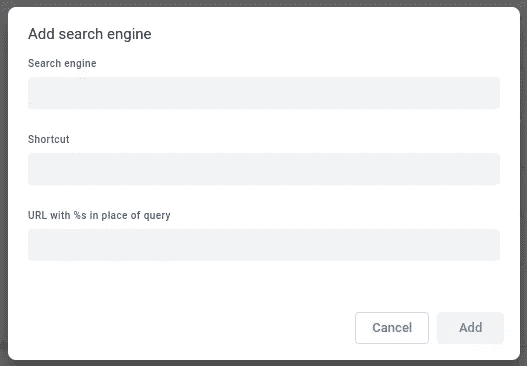 Add search engine
Search engine
Shortcut
URL with %s in place of query
Cancel Add